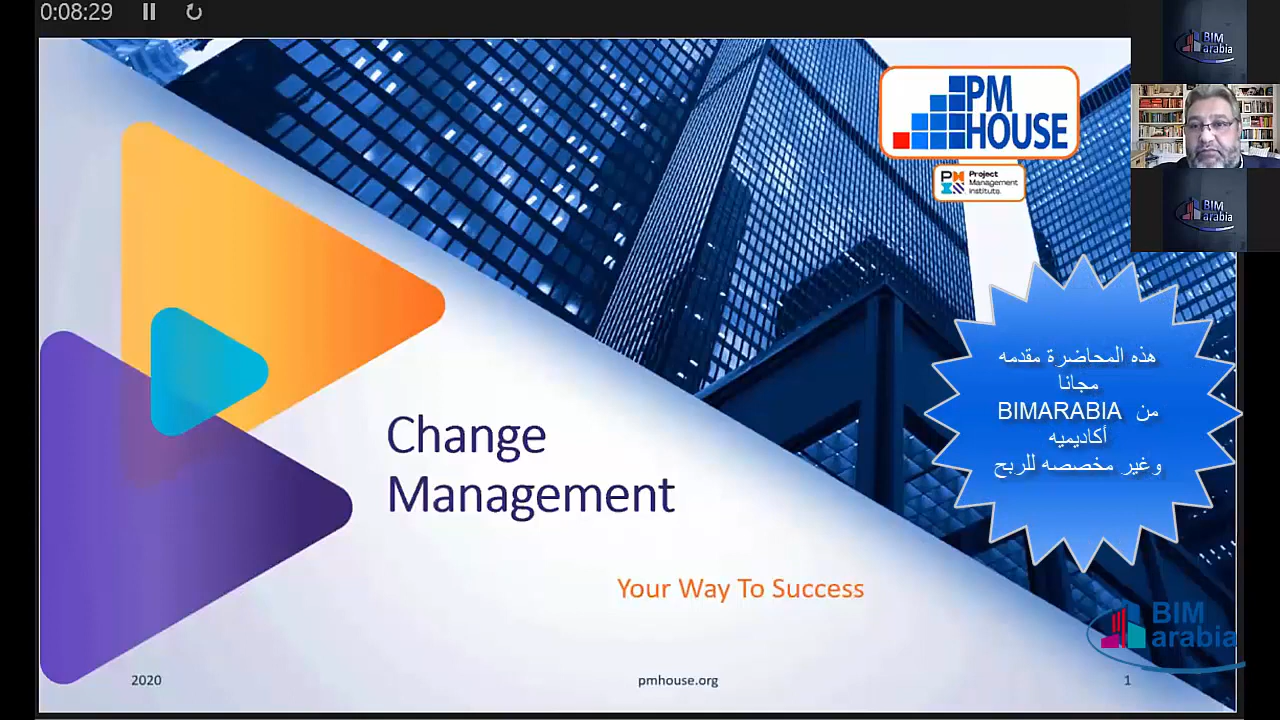 0:08:29
BIM
arabia
PM
HOUSE
Project
Management
Institute.
BIM
arabia
هذه المحاضرة مقدمه
مجانا
من BIMARABIA
أكاديميه
وغير مخصصه للربح
Change
Management
Your Way To Success
BIM
arabia
2020
pmhouse.org
1